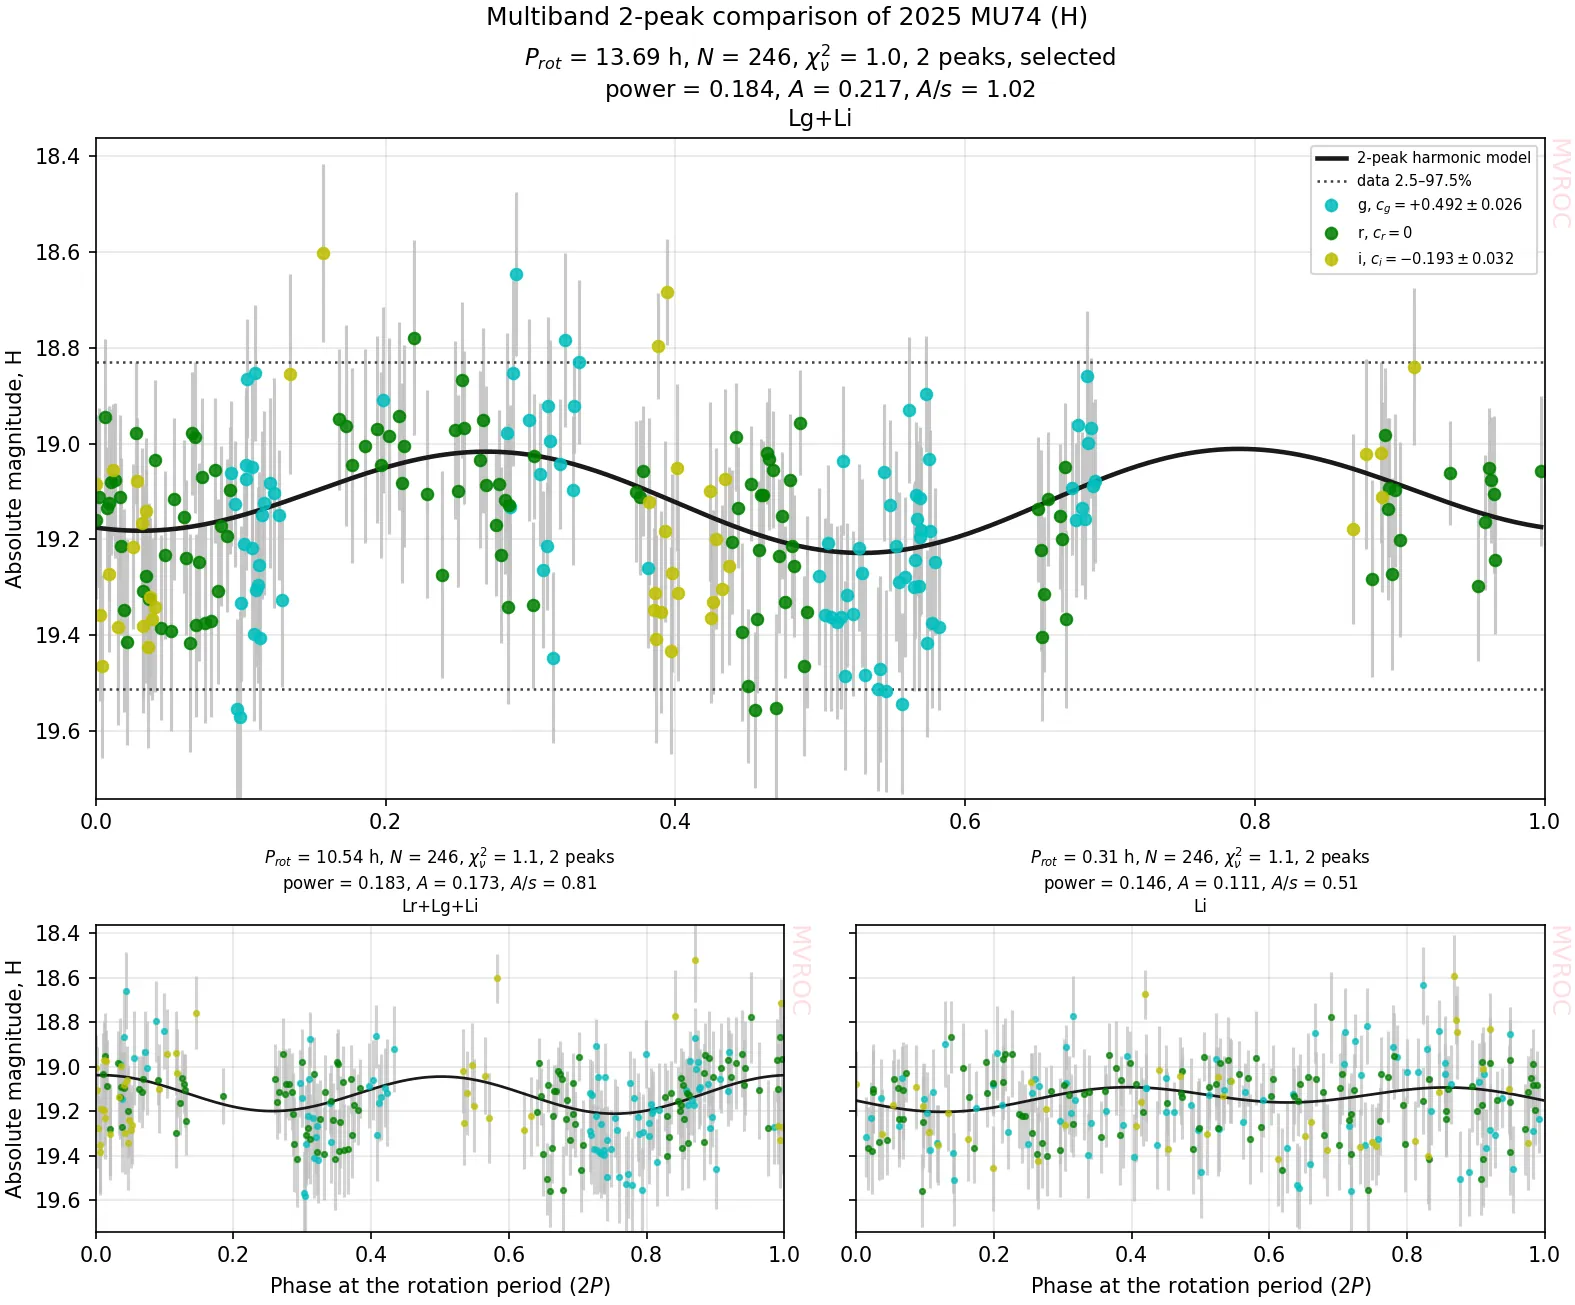 Multiband 2-peak comparison of 2025 MU74 (H)
P_rot = 13.69 h, N = 246, χ²_ν = 1.0, 2 peaks, selected
power = 0.184, A = 0.217, A/s = 1.02
Lg+Li
MVROC
2-peak harmonic model
data 2.5–97.5%
g, c_g = +0.492 ± 0.026
r, c_r = 0
i, c_i = −0.193 ± 0.032
Absolute magnitude, H
18.4
18.6
18.8
19.0
19.2
19.4
19.6
0.0 0.2 0.4 0.6 0.8 1.0
P_rot = 10.54 h, N = 246, χ²_ν = 1.1, 2 peaks
power = 0.183, A = 0.173, A/s = 0.81
Lr+Lg+Li
MVROC
Absolute magnitude, H
18.4
18.6
18.8
19.0
19.2
19.4
19.6
0.0 0.2 0.4 0.6 0.8 1.0
Phase at the rotation period (2P)
P_rot = 0.31 h, N = 246, χ²_ν = 1.1, 2 peaks
power = 0.146, A = 0.111, A/s = 0.51
Li
MVROC
0.0 0.2 0.4 0.6 0.8 1.0
Phase at the rotation period (2P)